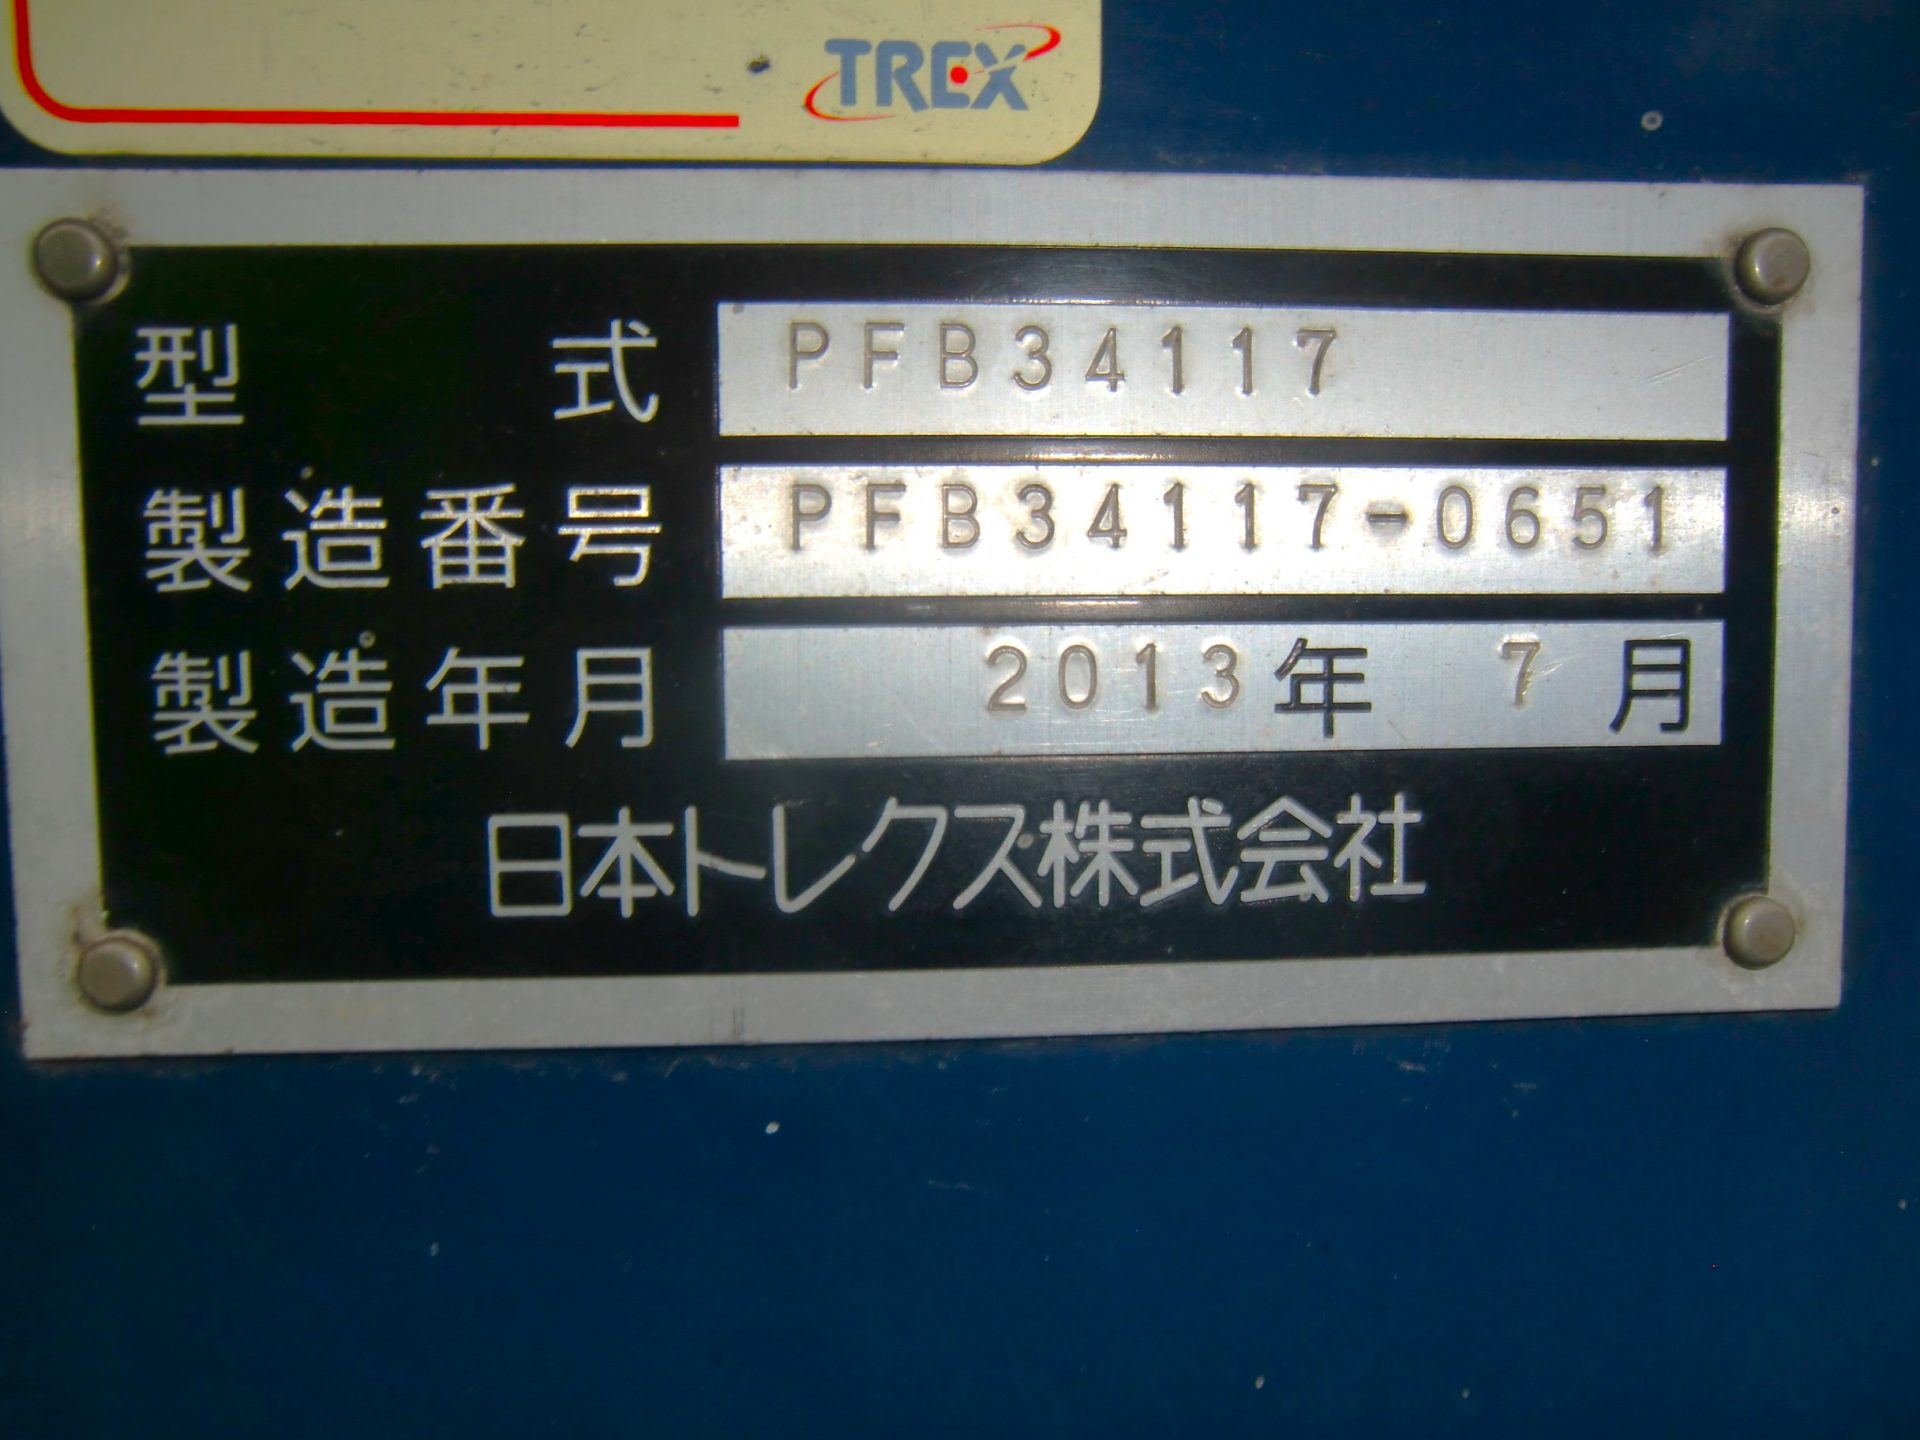 TREX
型式 PFB34117
製造番号 PFB34117-0651
製造年月 2013年 7月
日本トレクス株式会社